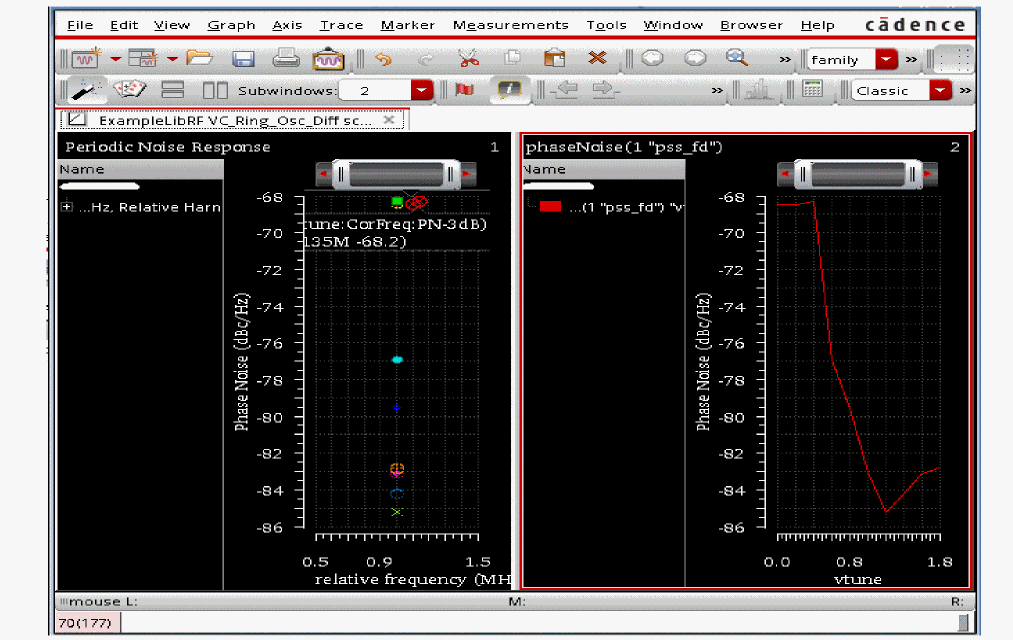 File Edit View Graph Axis Trace Marker Measurements Tools Window Browser Help cādence
» family »
Subwindows: 2 » Classic »
ExampleLibRF VC_Ring_Osc_Diff sc...
Periodic Noise Response 1
Name
...Hz, Relative Harn
tune:CorFreq:PN-3dB)
135M -68.2)
Phase Noise (dBc/Hz)
-68
-70
-72
-74
-76
-78
-80
-82
-84
-86
0.5 0.9 1.5
relative frequency (MH
phaseNoise(1 "pss_fd") 2
Name
...(1 "pss_fd") "v
Phase Noise (dBc/Hz)
-68
-70
-72
-74
-76
-78
-80
-82
-84
-86
0.0 0.8 1.8
vtune
mouse L: M: R:
70(177)